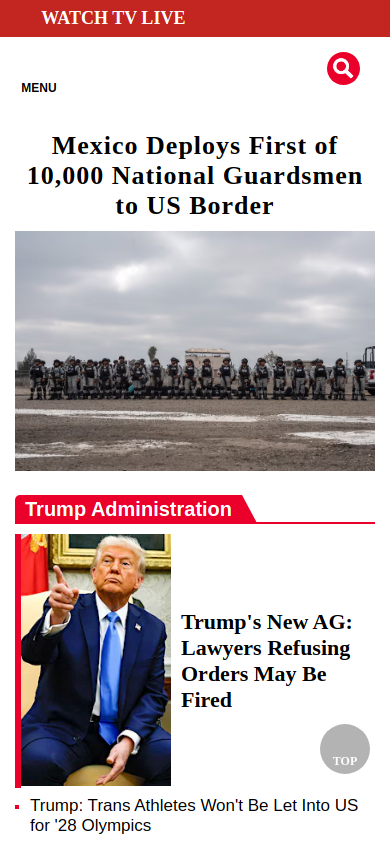 WATCH TV LIVE
MENU
Mexico Deploys First of
10,000 National Guardsmen
to US Border
Trump Administration
Trump's New AG:
Lawyers Refusing
Orders May Be
Fired
TOP
Trump: Trans Athletes Won't Be Let Into US
for '28 Olympics